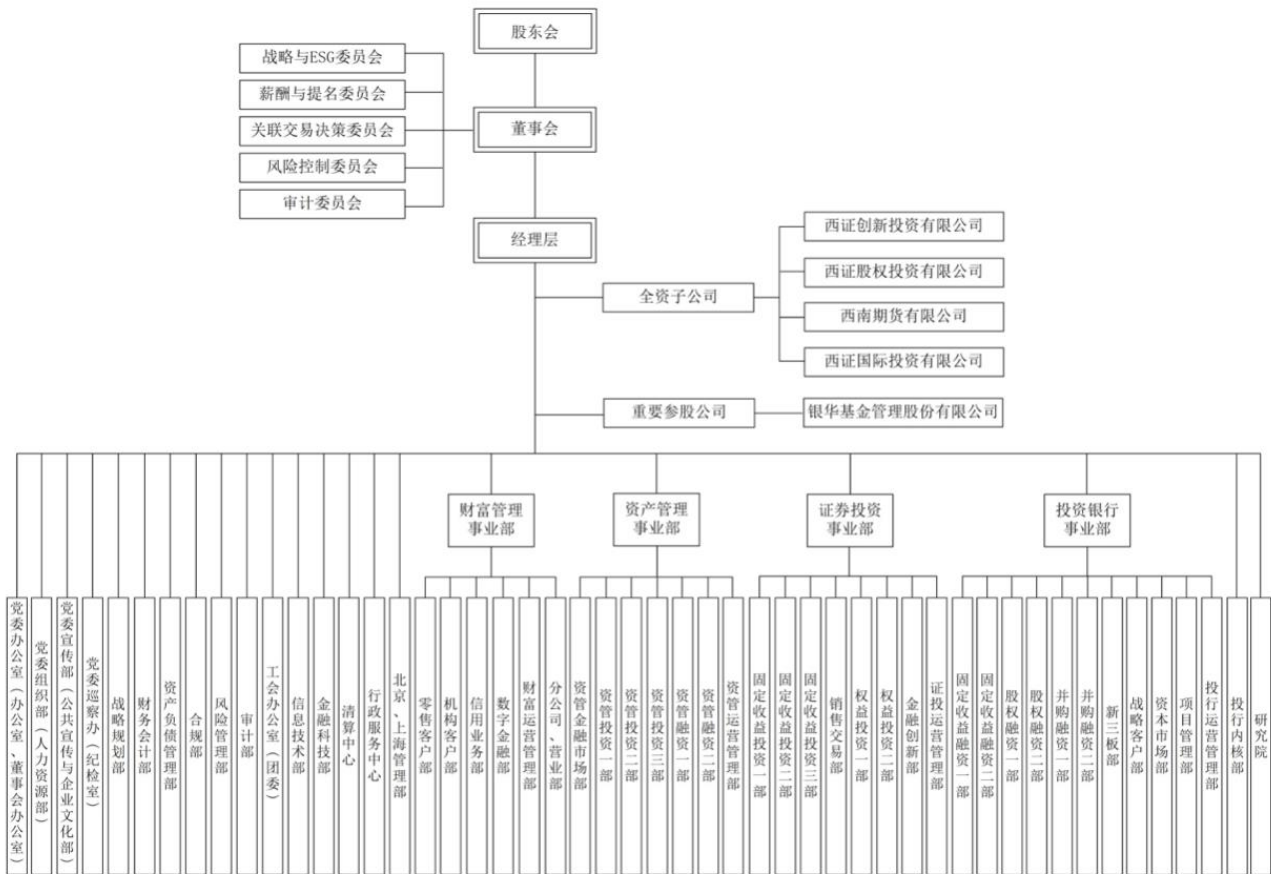 股东会
战略与ESG委员会
薪酬与提名委员会
关联交易决策委员会
风险控制委员会
审计委员会
董事会
经理层
全资子公司
西证创新投资有限公司
西证股权投资有限公司
西南期货有限公司
西证国际投资有限公司
重要参股公司
银华基金管理股份有限公司
财富管理
事业部
资产管理
事业部
证券投资
事业部
投资银行
事业部
党委办公室（办公室、董事会办公室）
党委组织部（人力资源部）
党委宣传部（公共宣传与企业文化部）
党委巡察办（纪检室）
战略规划部
财务会计部
资产负债管理部
合规部
风险管理部
审计部
工会办公室（团委）
信息技术部
金融科技部
清算中心
行政服务中心
北京、上海管理部
零售客户部
机构客户部
信用业务部
数字金融部
财富运营管理部
分公司、营业部
资管金融市场部
资管投资一部
资管投资二部
资管投资三部
资管融资一部
资管融资二部
资管运营管理部
固定收益投资一部
固定收益投资二部
固定收益投资三部
销售交易部
权益投资一部
权益投资二部
金融创新部
证投运营管理部
固定收益融资一部
固定收益融资二部
股权融资一部
股权融资二部
并购融资一部
并购融资二部
新三板部
战略客户部
资本市场部
项目管理部
投行运营管理部
投行内核部
研究院